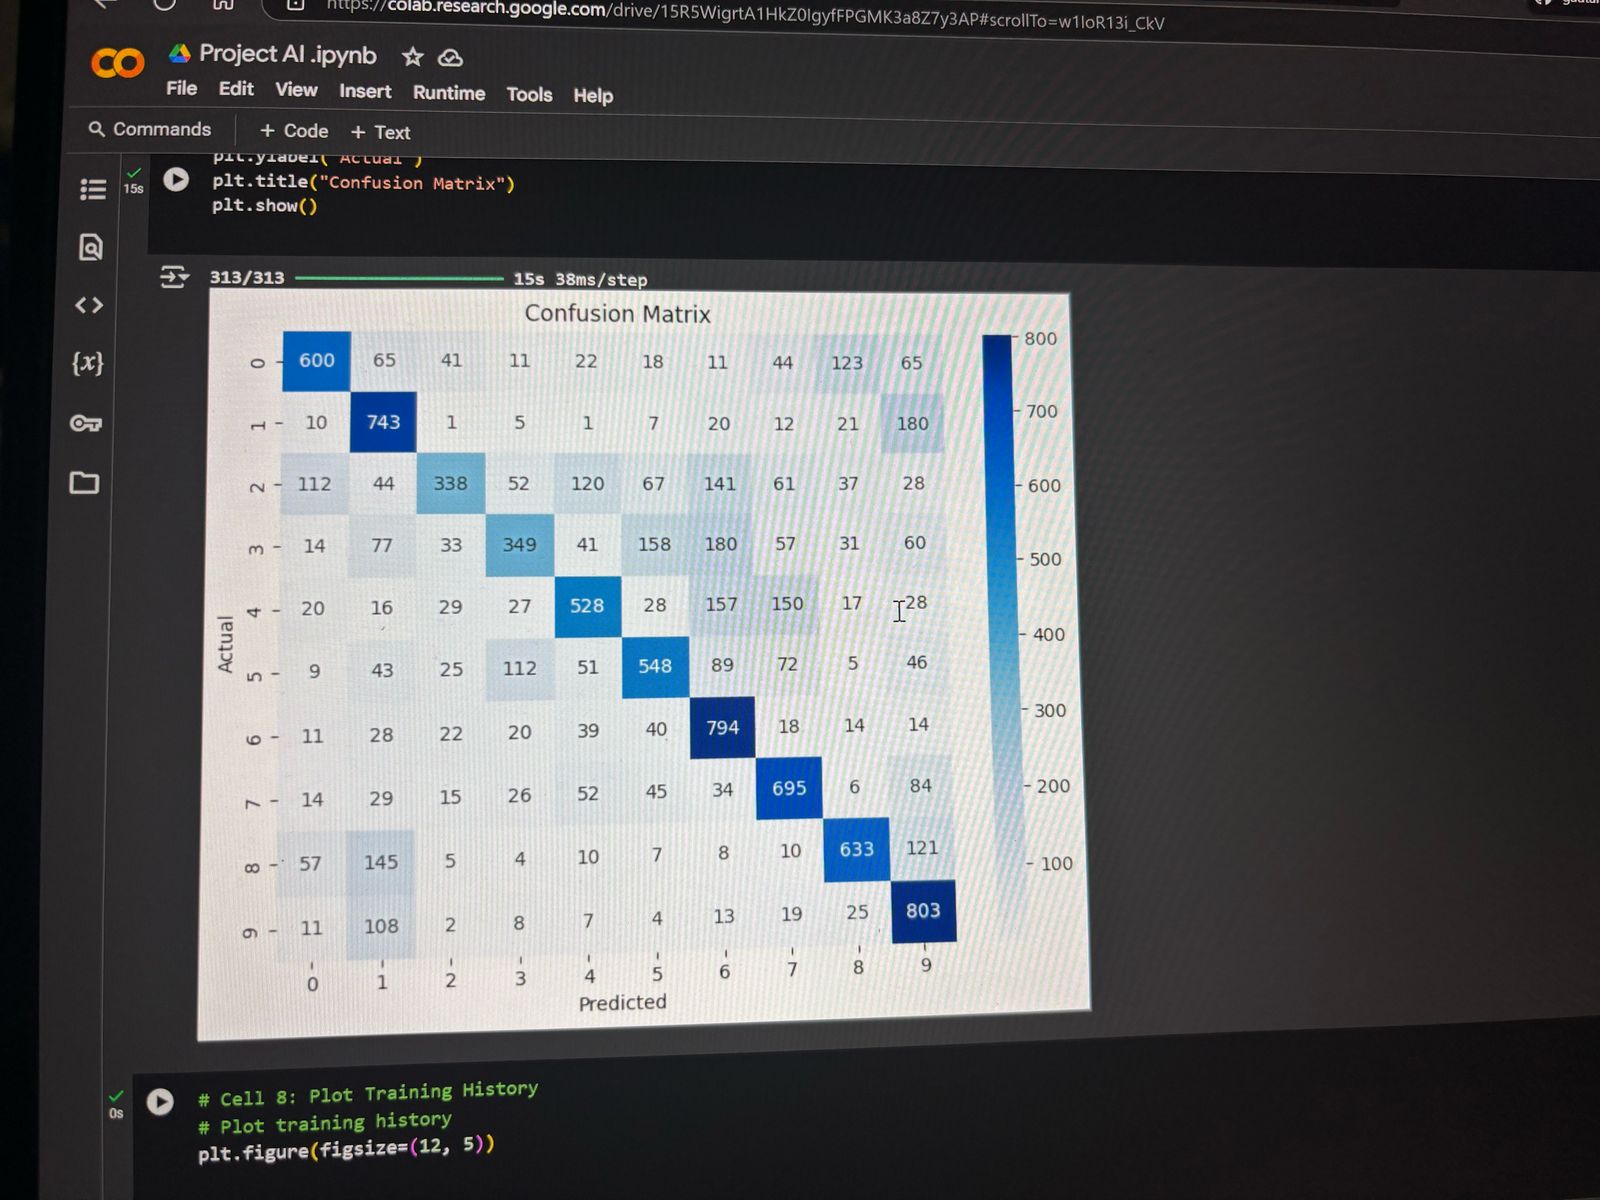 https://colab.research.google.com/drive/15R5WigrtA1HkZ0IgyfFPGMK3a8Z7y3AP#scrollTo=w1IoR13i_CkV
CO Project AI .ipynb
File Edit View Insert Runtime Tools Help
Commands + Code + Text
plt.ylabel('Actual')
15s plt.title("Confusion Matrix")
plt.show()
313/313 15s 38ms/step
Confusion Matrix
0 600 65 41 11 22 18 11 44 123 65
1 10 743 1 5 1 7 20 12 21 180
2 112 44 338 52 120 67 141 61 37 28
3 14 77 33 349 41 158 180 57 31 60
4 20 16 29 27 528 28 157 150 17 28
5 9 43 25 112 51 548 89 72 5 46
6 11 28 22 20 39 40 794 18 14 14
7 14 29 15 26 52 45 34 695 6 84
8 57 145 5 4 10 7 8 10 633 121
9 11 108 2 8 7 4 13 19 25 803
0 1 2 3 4 5 6 7 8 9
Predicted
Actual
800
700
600
500
400
300
200
100
{x}
# Cell 8: Plot Training History
0s # Plot training history
plt.figure(figsize=(12, 5))